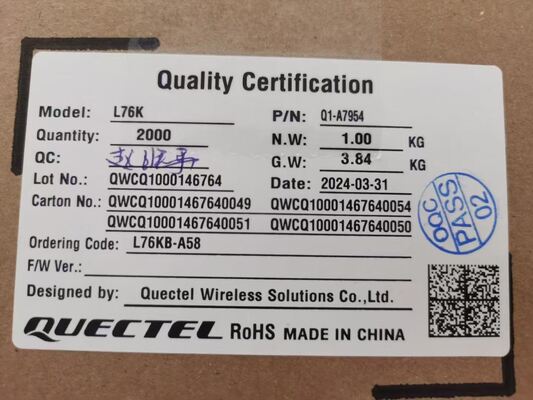 Quality Certification
Model: L76K P/N: Q1-A7954
Quantity: 2000 N.W.: 1.00 KG
QC: G.W.: 3.84 KG
Lot No.: QWCQ1000146764 Date: 2024-03-31
Carton No.: QWCQ10001467640049 QWCQ10001467640054
QWCQ10001467640051 QWCQ10001467640050
Ordering Code: L76KB-A58
F/W Ver.:
Designed by: Quectel Wireless Solutions Co.,Ltd.
QUECTEL RoHS MADE IN CHINA
OQC
PASS
02